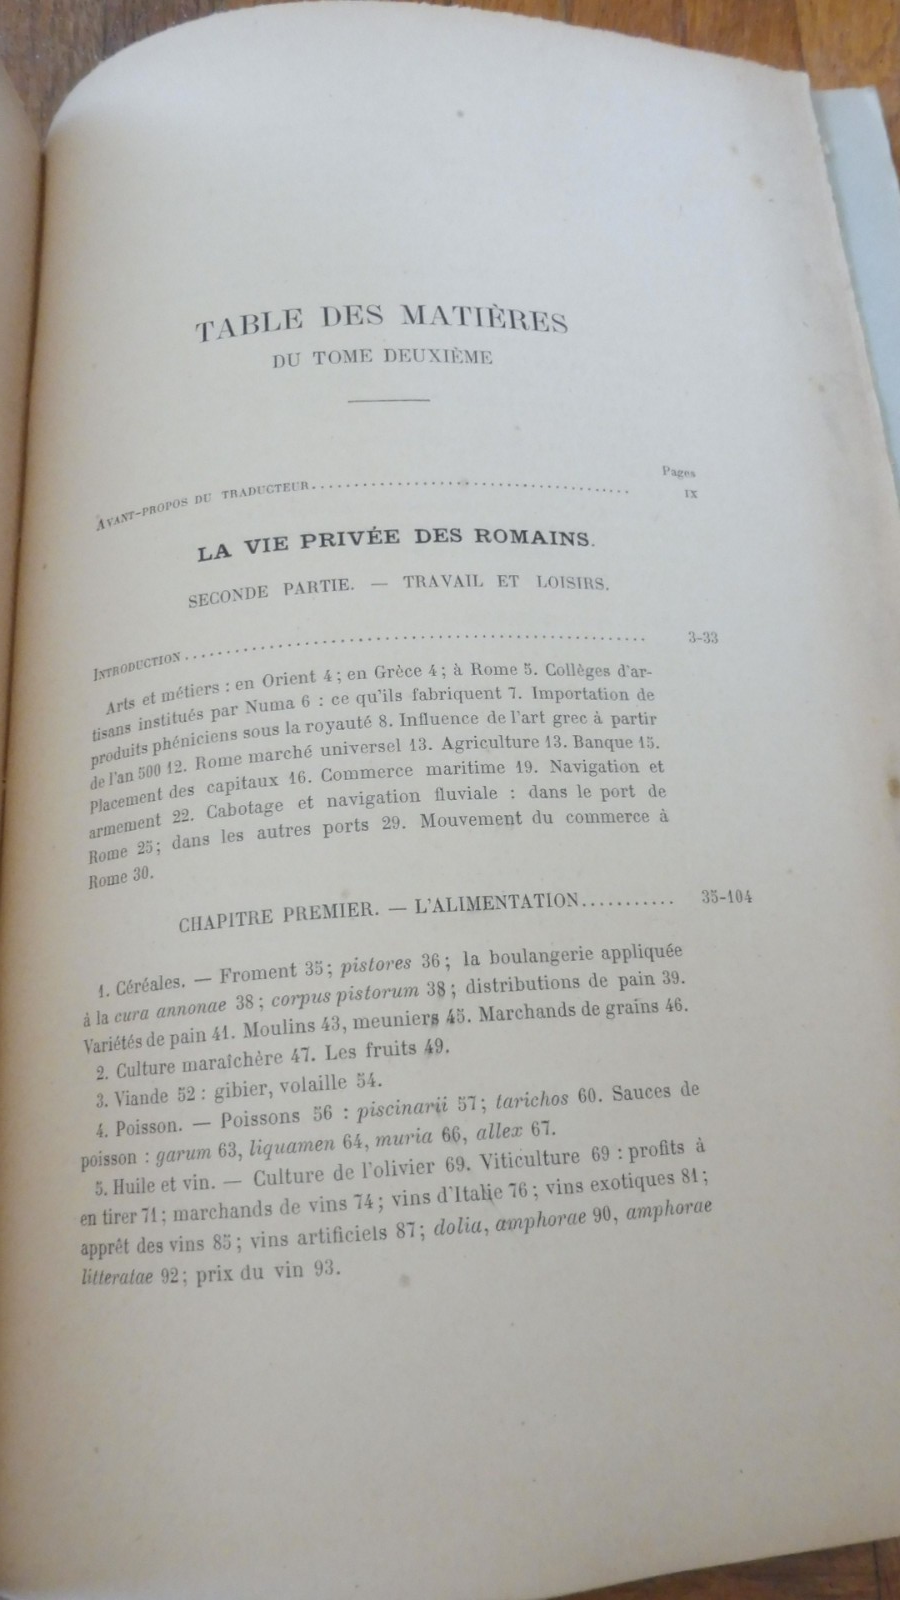 TABLE DES MATIÈRES
DU TOME DEUXIÈME
Pages
AVANT-PROPOS DU TRADUCTEUR........................................ IX
LA VIE PRIVÉE DES ROMAINS.
SECONDE PARTIE. — TRAVAIL ET LOISIRS.
INTRODUCTION.................................................... 3-33
Arts et métiers : en Orient 4 ; en Grèce 4 ; à Rome 5. Collèges d'ar-
tisans institués par Numa 6 : ce qu'ils fabriquent 7. Importation de
produits phéniciens sous la royauté 8. Influence de l'art grec à partir
de l'an 500 12. Rome marché universel 13. Agriculture 13. Banque 15.
Placement des capitaux 16. Commerce maritime 19. Navigation et
armement 22. Cabotage et navigation fluviale : dans le port de
Rome 25 ; dans les autres ports 29. Mouvement du commerce à
Rome 30.
CHAPITRE PREMIER. — L'ALIMENTATION........... 35-104
1. Céréales. — Froment 35 ; pistores 36 ; la boulangerie appliquée
à la cura annonae 38 ; corpus pistorum 38 ; distributions de pain 39.
Variétés de pain 41. Moulins 43, meuniers 45. Marchands de grains 46.
2. Culture maraîchère 47. Les fruits 49.
3. Viande 52 : gibier, volaille 54.
4. Poisson. — Poissons 56 : piscinarii 57 ; tarichos 60. Sauces de
poisson : garum 63, liquamen 64, muria 66, allex 67.
5. Huile et vin. — Culture de l'olivier 69. Viticulture 69 : profits à
en tirer 71 ; marchands de vins 74 ; vins d'Italie 76 ; vins exotiques 81 ;
apprêt des vins 85 ; vins artificiels 87 ; dolia, amphorae 90, amphorae
litteratae 92 ; prix du vin 93.